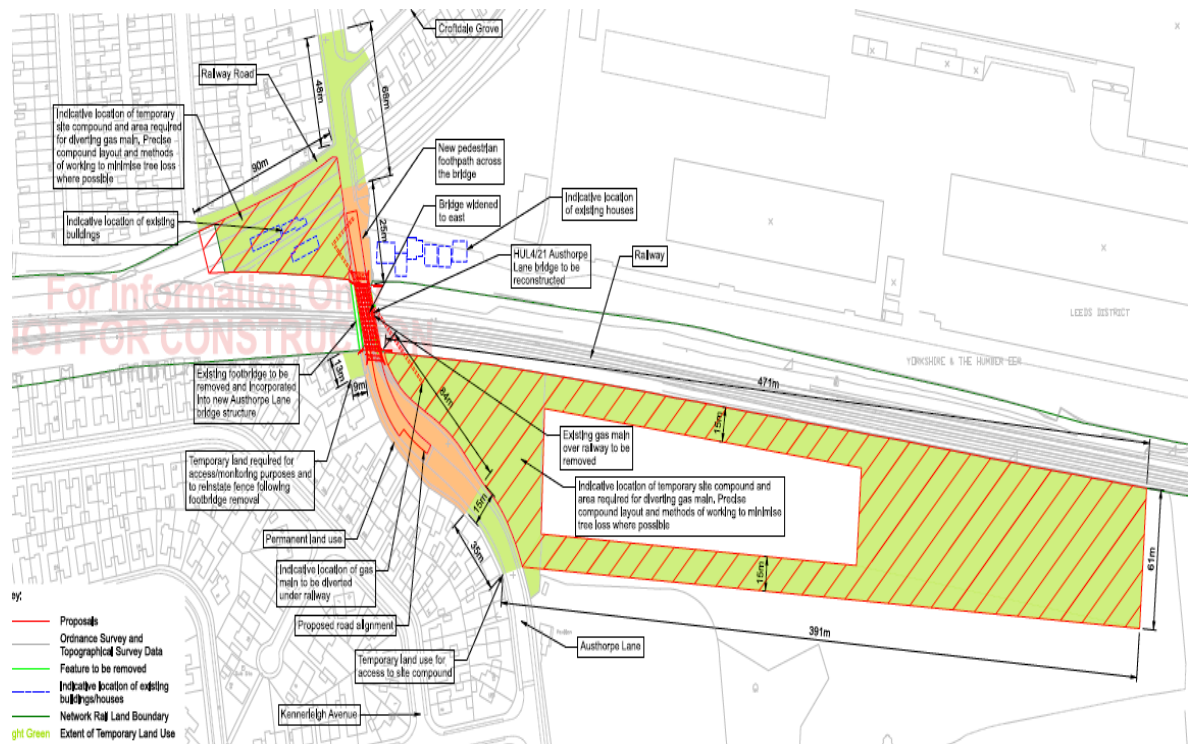 Croftdale Grove
Railway Road
48m
68m
Indicative location of temporary
site compound and area required
for diverting gas main, Precise
compound layout and methods
of working to minimise tree loss
where possible
90m
New pedestrian
footpath across
the bridge
Indicative location of existing
buildings
Bridge widened
to east
Indicative location
of existing houses
25m
HUL4/21 Austhorpe
Lane bridge to be
reconstructed
Railway
For Information On
NOT FOR CONSTRUCTION
LEEDS DISTRICT
YORKSHIRE & THE HUMBER EER
Existing footbridge to be
removed and incorporated
into new Austhorpe Lane
bridge structure
13m
9m
84m
471m
15m
Existing gas main
over railway to be
removed
Temporary land required for
access/monitoring purposes and
to reinstate fence following
footbridge removal
Indicative location of temporary site compound and
area required for diverting gas main, Precise
compound layout and methods of working to minimise
tree loss where possible
15m
Permanent land use
35m
61m
15m
Indicative location of gas
main to be diverted
under railway
Proposed road alignment
391m
Austhorpe Lane
Temporary land use for
access to site compound
Kennerleigh Avenue
ey:
Proposals
Ordnance Survey and
Topographical Survey Data
Feature to be removed
Indicative location of existing
buildings/houses
Network Rail Land Boundary
ght Green Extent of Temporary Land Use